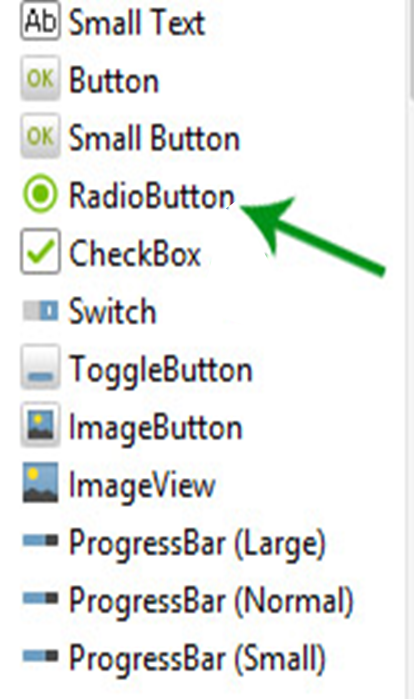 Ab Small Text
OK Button
OK Small Button
RadioButton
CheckBox
Switch
ToggleButton
ImageButton
ImageView
ProgressBar (Large)
ProgressBar (Normal)
ProgressBar (Small)